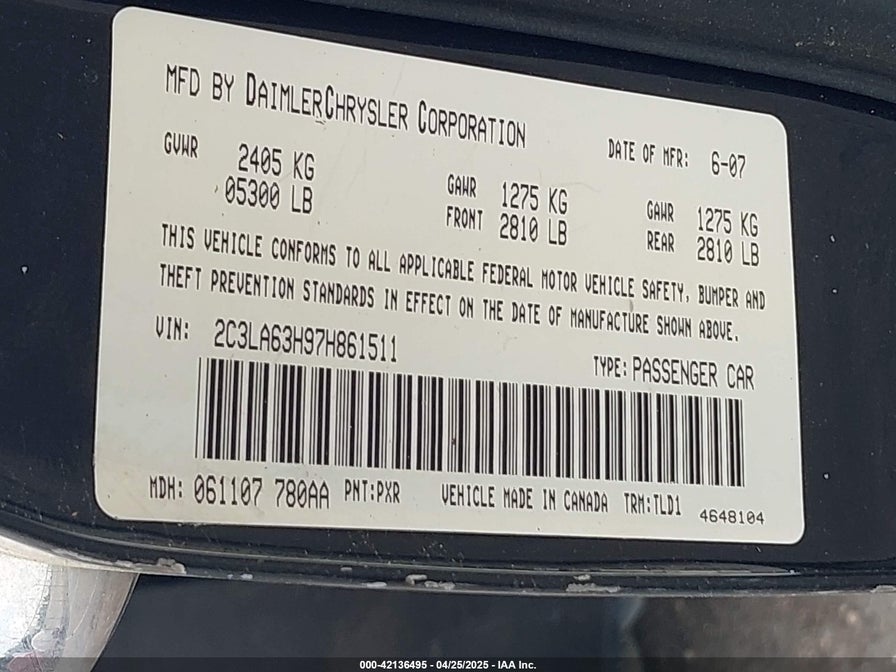 MFD BY DAIMLERCHRYSLER CORPORATION
DATE OF MFR: 6-07
GVWR 2405 KG
05300 LB
GAWR 1275 KG
FRONT 2810 LB
GAWR 1275 KG
REAR 2810 LB
THIS VEHICLE CONFORMS TO ALL APPLICABLE FEDERAL MOTOR VEHICLE SAFETY, BUMPER AND
THEFT PREVENTION STANDARDS IN EFFECT ON THE DATE OF MANUFACTURE SHOWN ABOVE.
VIN: 2C3LA63H97H861511
TYPE: PASSENGER CAR
MDH: 061107 780AA PNT:PXR VEHICLE MADE IN CANADA TRM:TLD1 4648104
000-42136495 - 04/25/2025 - IAA Inc.